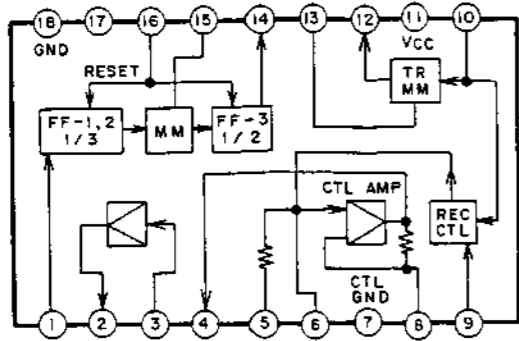 18 17 16 15 14 13 12 11 10
GND
VCC
RESET
TR
MM
FF-1,2
1/3
MM
FF-3
1/2
CTL AMP
REC
CTL
CTL
GND
1 2 3 4 5 6 7 8 9